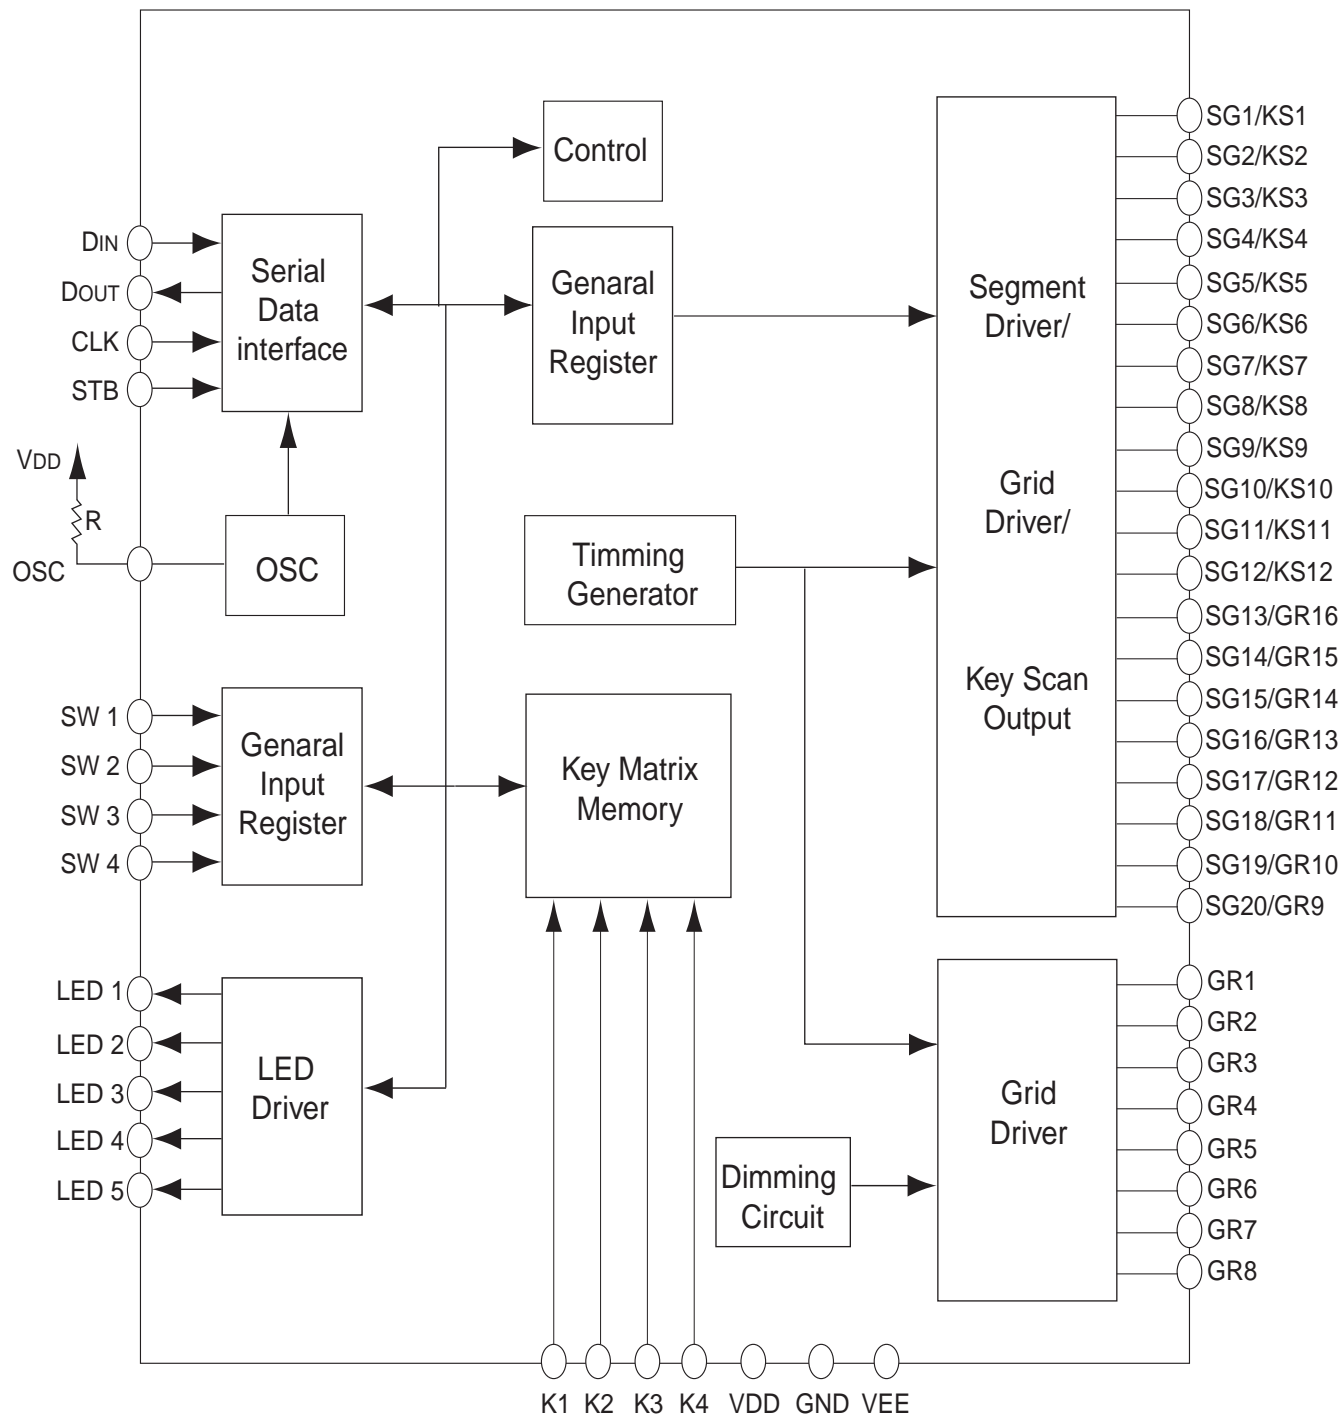 Control
DIN
DOUT
CLK
STB
Serial
Data
interface
Genaral
Input
Register
Segment
Driver/
Grid
Driver/
Key Scan
Output
VDD
R
OSC
OSC
Timming
Generator
SW 1
SW 2
SW 3
SW 4
Genaral
Input
Register
Key Matrix
Memory
LED 1
LED 2
LED 3
LED 4
LED 5
LED
Driver
Dimming
Circuit
Grid
Driver
SG1/KS1
SG2/KS2
SG3/KS3
SG4/KS4
SG5/KS5
SG6/KS6
SG7/KS7
SG8/KS8
SG9/KS9
SG10/KS10
SG11/KS11
SG12/KS12
SG13/GR16
SG14/GR15
SG15/GR14
SG16/GR13
SG17/GR12
SG18/GR11
SG19/GR10
SG20/GR9
GR1
GR2
GR3
GR4
GR5
GR6
GR7
GR8
K1 K2 K3 K4 VDD GND VEE